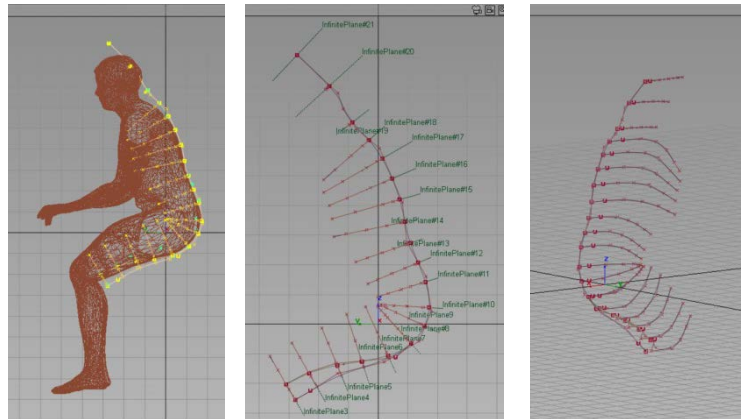 InfinitePlane#21
InfinitePlane#20
InfinitePlane#18
InfinitePlane#19
InfinitePlane#17
InfinitePlane#16
InfinitePlane#15
InfinitePlane#14
InfinitePlane#13
InfinitePlane#12
InfinitePlane#11
InfinitePlane#10
InfinitePlane9
InfinitePlane#8
InfinitePlane7
InfinitePlane6
InfinitePlane5
InfinitePlane4
InfinitePlane3